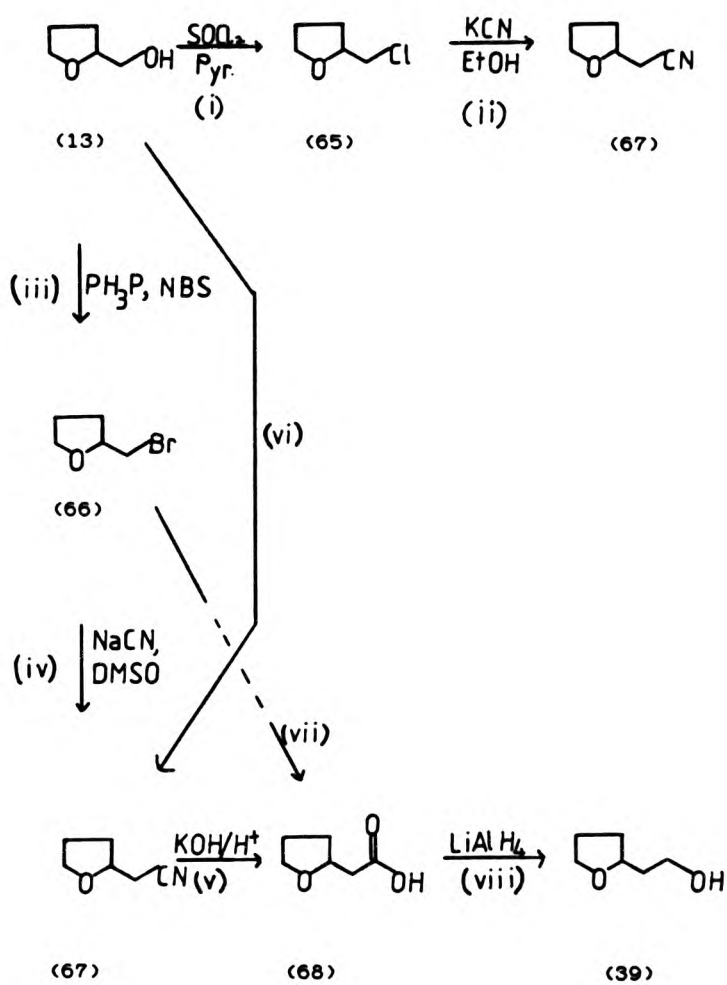 O OH
SOCl₂
Pyr.
(i)
O Cl
KCN
EtOH
(ii)
O CN
(13)
(65)
(67)
(iii)
PH₃P, NBS
O Br
(66)
(vi)
(iv)
NaCN,
DMSO
(vii)
O CN
KOH/H⁺
(v)
O O OH
LiAlH₄
(viii)
O OH
(67)
(68)
(39)